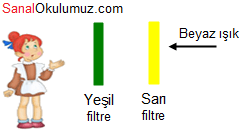 SanalOkulumuz.com
Beyaz ışık
Yeşil
filtre
Sarı
filtre